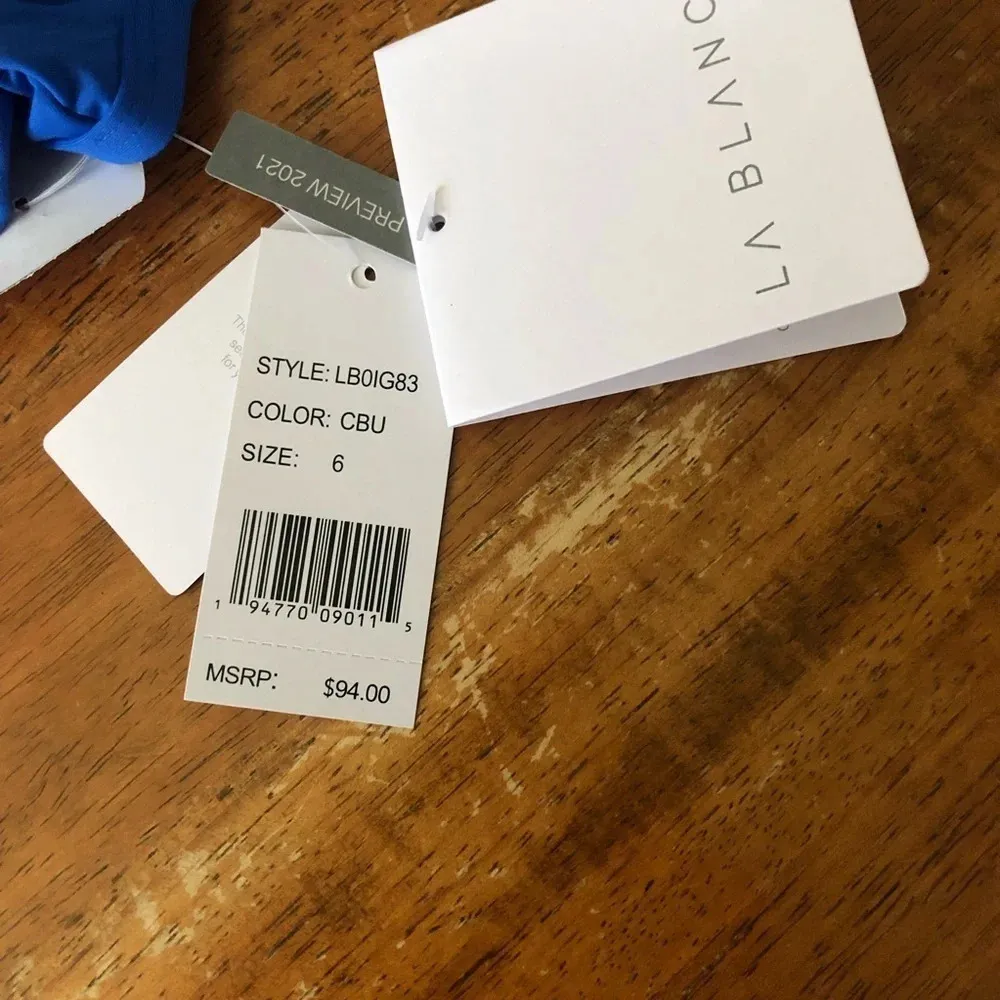 LA BLANC
PREVIEW 2021
STYLE: LB0IG83
COLOR: CBU
SIZE: 6
1 94770 09011 5
MSRP: $94.00